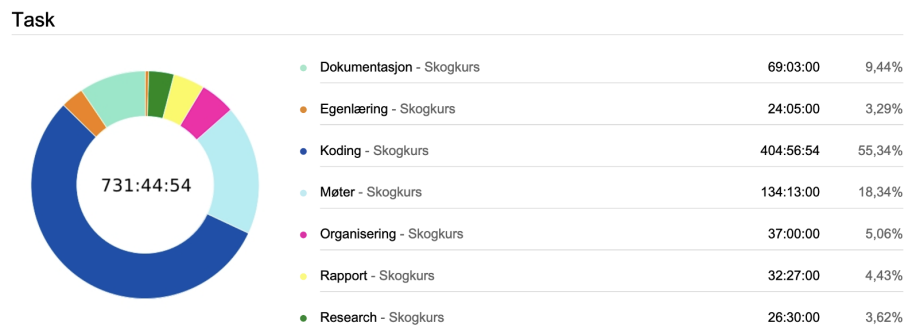 Task
731:44:54
Dokumentasjon - Skogkurs 69:03:00 9,44%
Egenlæring - Skogkurs 24:05:00 3,29%
Koding - Skogkurs 404:56:54 55,34%
Møter - Skogkurs 134:13:00 18,34%
Organisering - Skogkurs 37:00:00 5,06%
Rapport - Skogkurs 32:27:00 4,43%
Research - Skogkurs 26:30:00 3,62%